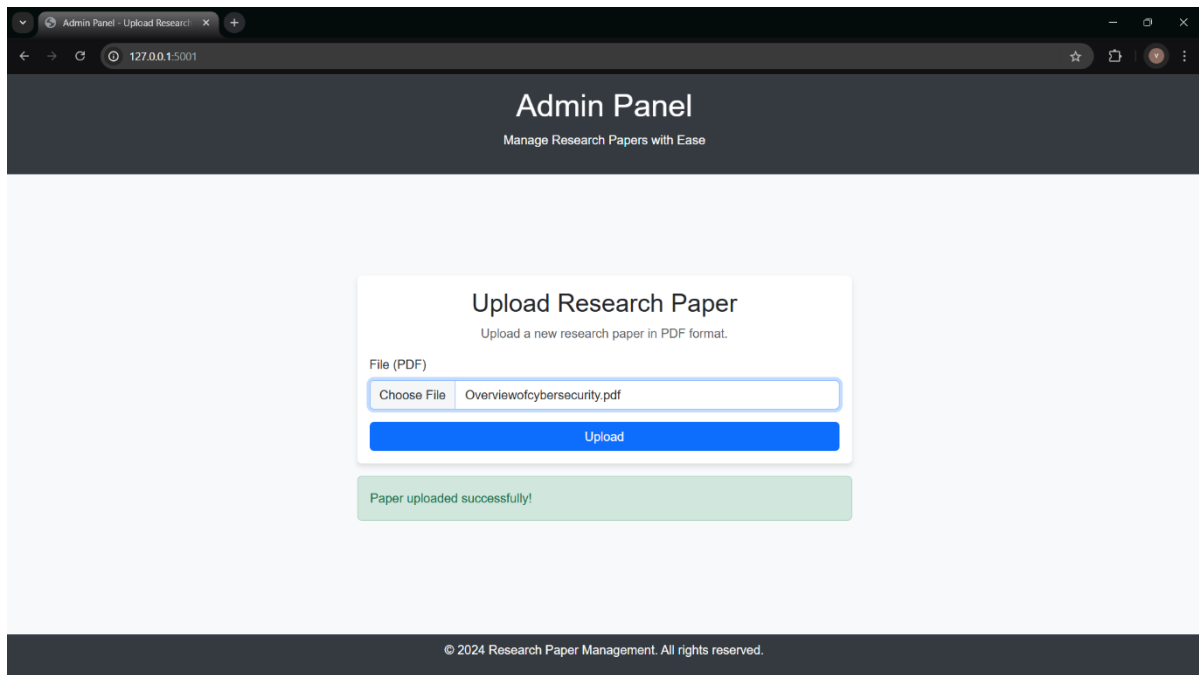 Admin Panel - Upload Research
127.0.0.1:5001
Admin Panel
Manage Research Papers with Ease
Upload Research Paper
Upload a new research paper in PDF format.
File (PDF)
Choose File Overviewofcybersecurity.pdf
Upload
Paper uploaded successfully!
© 2024 Research Paper Management. All rights reserved.